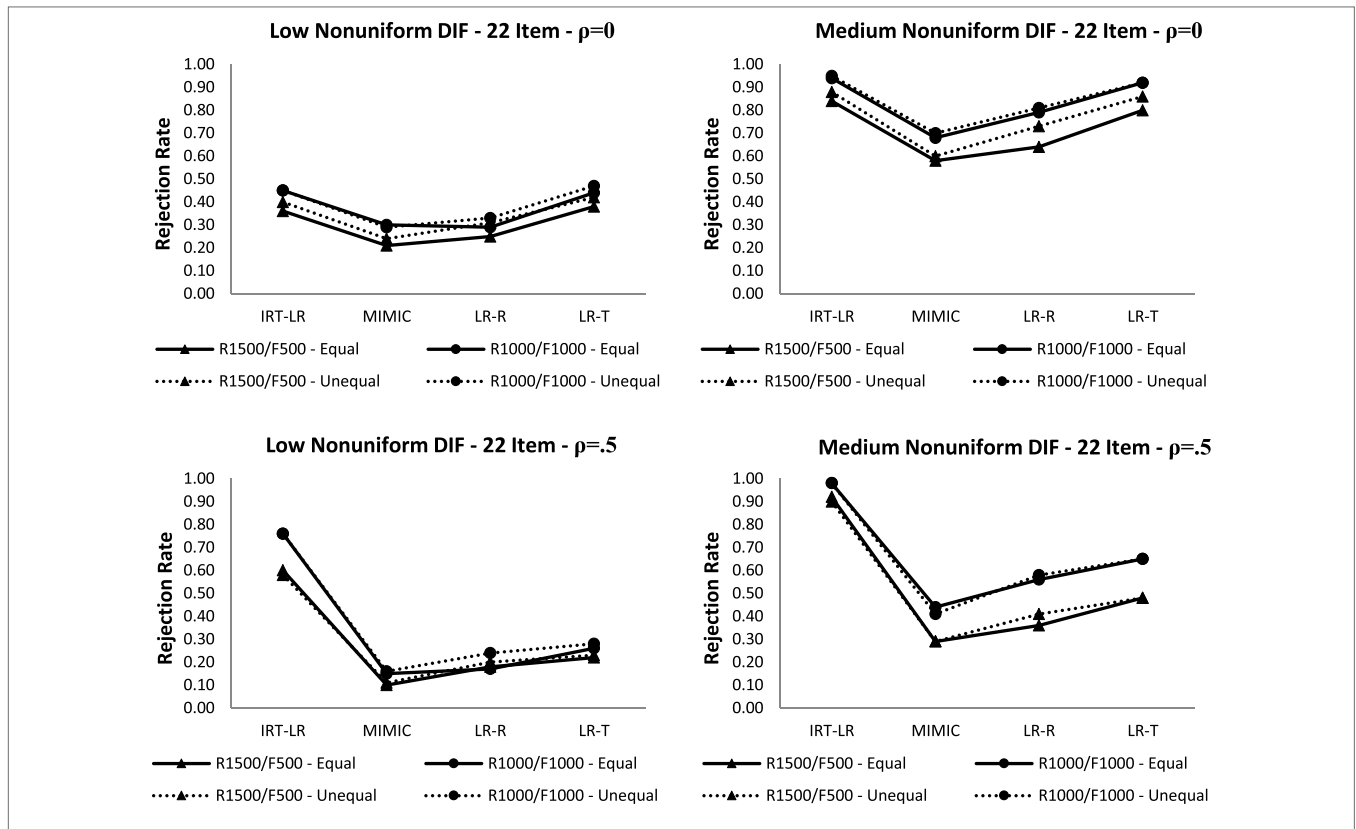 Low Nonuniform DIF - 22 Item - ρ=0
Rejection Rate
1.00
0.90
0.80
0.70
0.60
0.50
0.40
0.30
0.20
0.10
0.00
IRT-LR MIMIC LR-R LR-T
R1500/F500 - Equal R1000/F1000 - Equal
R1500/F500 - Unequal R1000/F1000 - Unequal
Medium Nonuniform DIF - 22 Item - ρ=0
Rejection Rate
1.00
0.90
0.80
0.70
0.60
0.50
0.40
0.30
0.20
0.10
0.00
IRT-LR MIMIC LR-R LR-T
R1500/F500 - Equal R1000/F1000 - Equal
R1500/F500 - Unequal R1000/F1000 - Unequal
Low Nonuniform DIF - 22 Item - ρ=.5
Rejection Rate
1.00
0.90
0.80
0.70
0.60
0.50
0.40
0.30
0.20
0.10
0.00
IRT-LR MIMIC LR-R LR-T
R1500/F500 - Equal R1000/F1000 - Equal
R1500/F500 - Unequal R1000/F1000 - Unequal
Medium Nonuniform DIF - 22 Item - ρ=.5
Rejection Rate
1.00
0.90
0.80
0.70
0.60
0.50
0.40
0.30
0.20
0.10
0.00
IRT-LR MIMIC LR-R LR-T
R1500/F500 - Equal R1000/F1000 - Equal
R1500/F500 - Unequal R1000/F1000 - Unequal